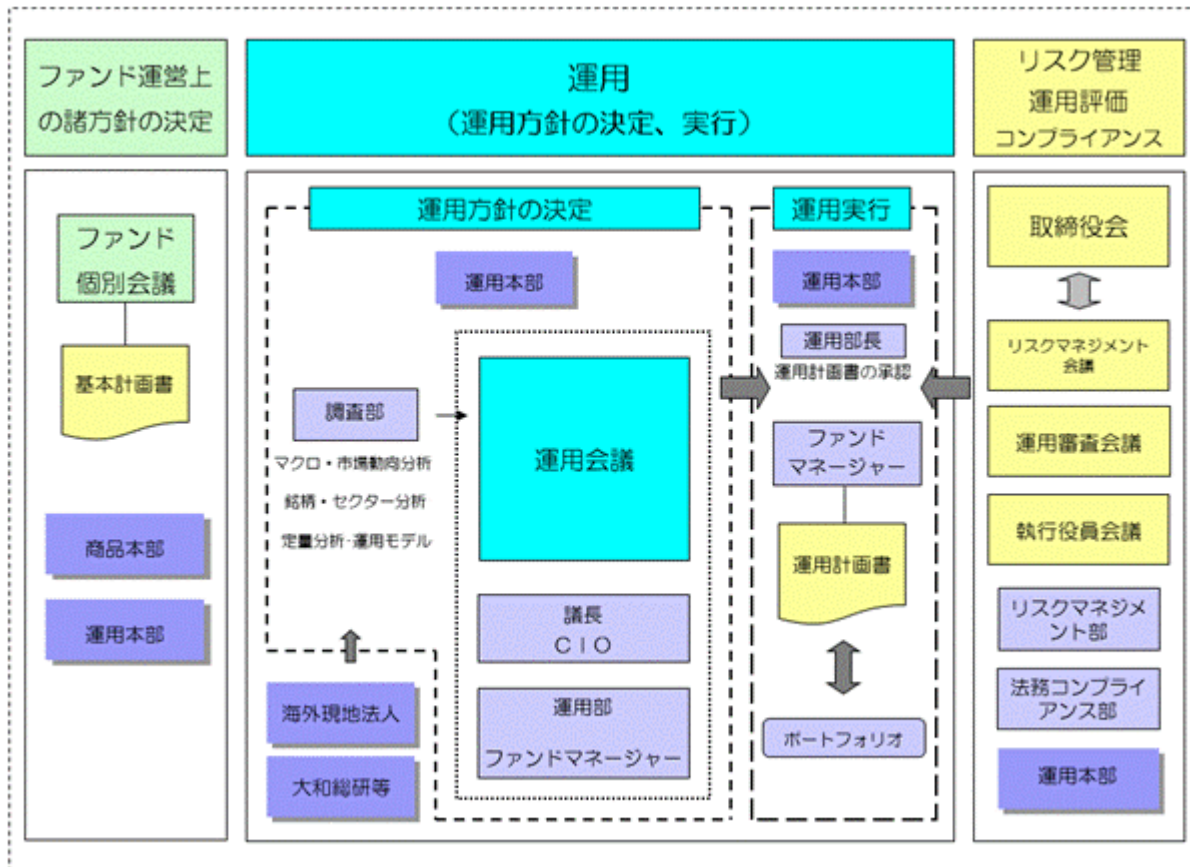 ファンド運営上
の諸方針の決定
運用
（運用方針の決定、実行）
リスク管理
運用評価
コンプライアンス
ファンド
個別会議
基本計画書
商品本部
運用本部
運用方針の決定
運用本部
調査部
マクロ・市場動向分析
銘柄・セクター分析
定量分析・運用モデル
運用会議
議長
ＣＩＯ
運用部
ファンドマネージャー
海外現地法人
大和総研等
運用実行
運用本部
運用部長
運用計画書の承認
ファンド
マネージャー
運用計画書
ポートフォリオ
取締役会
リスクマネジメント
会議
運用審査会議
執行役員会議
リスクマネジメ
ント部
法務コンプライ
アンス部
運用本部